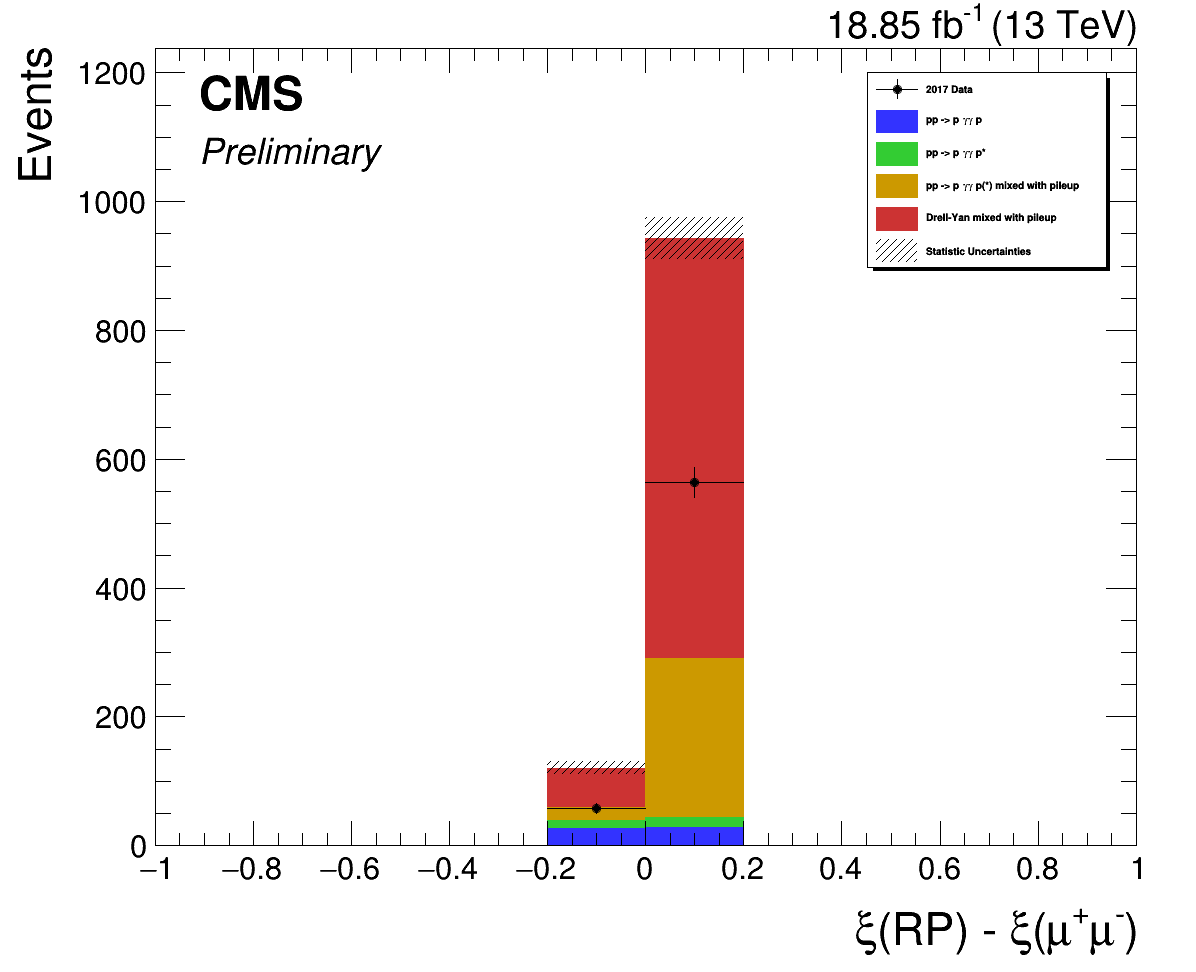 18.85 fb⁻¹ (13 TeV)
Events
CMS
Preliminary
2017 Data
pp -> p γγ p
pp -> p γγ p*
pp -> p γγ p(*) mixed with pileup
Drell-Yan mixed with pileup
Statistic Uncertainties
1200
1000
800
600
400
200
0
−1 −0.8 −0.6 −0.4 −0.2 0 0.2 0.4 0.6 0.8 1
ξ(RP) - ξ(μ⁺μ⁻)